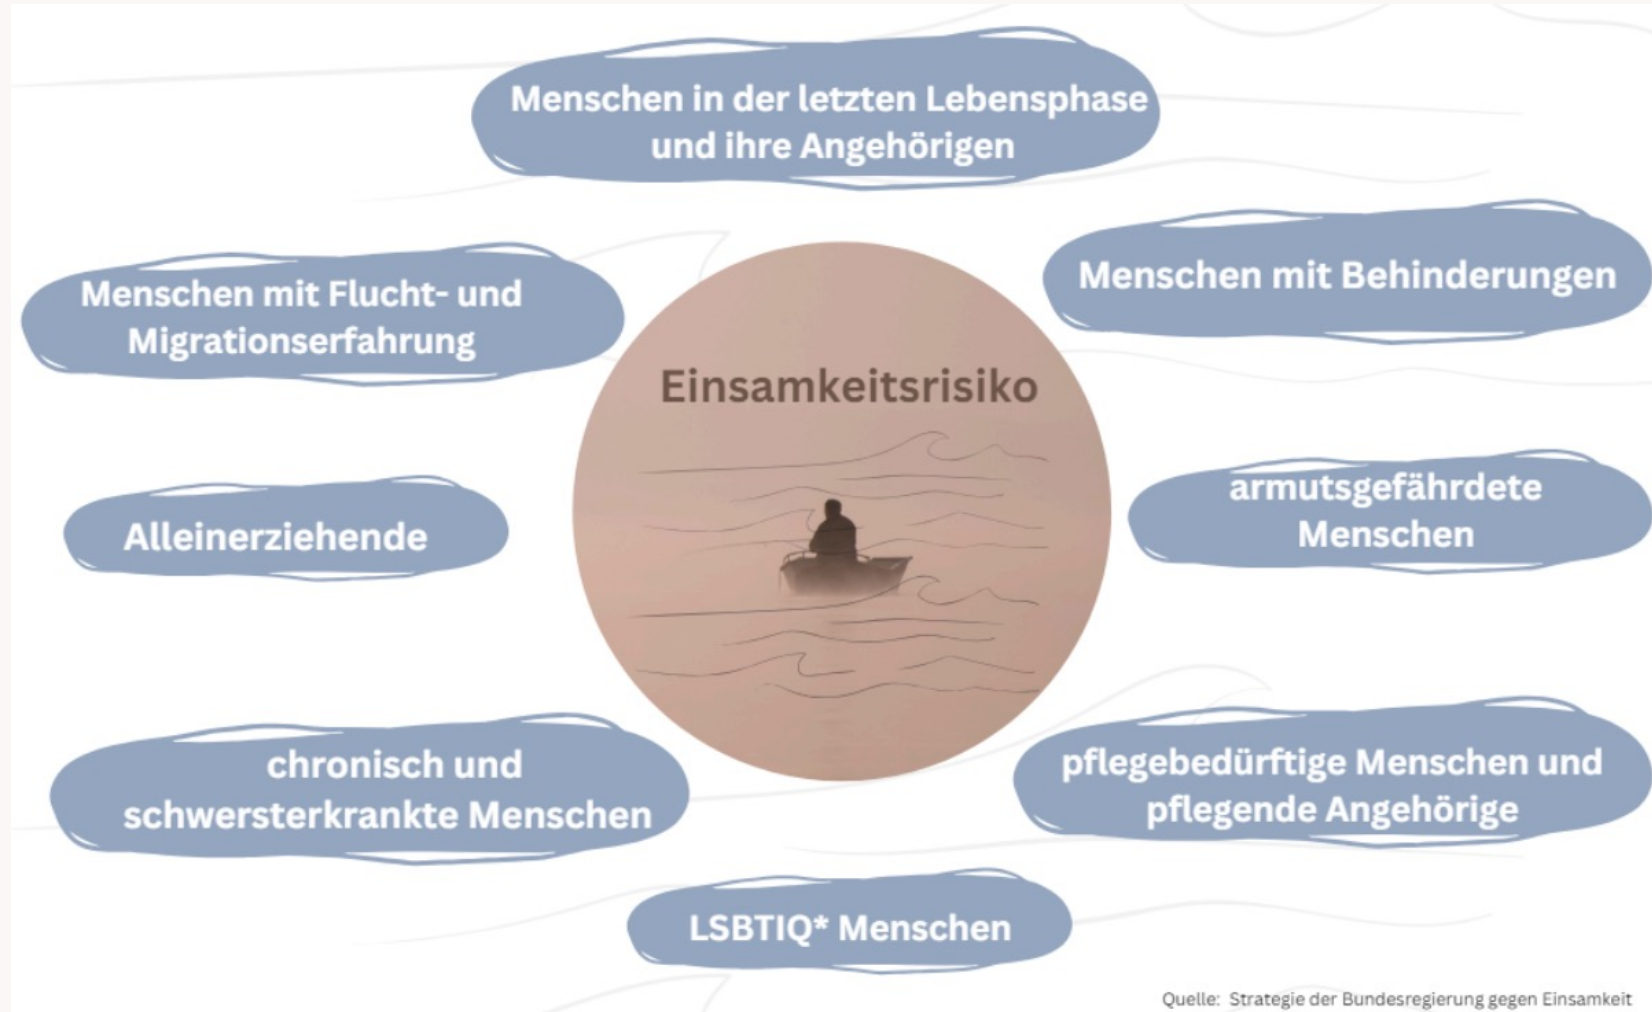 Menschen in der letzten Lebensphase
und ihre Angehörigen
Menschen mit Flucht- und
Migrationserfahrung
Menschen mit Behinderungen
Einsamkeitsrisiko
Alleinerziehende
armutsgefährdete
Menschen
chronisch und
schwersterkrankte Menschen
pflegebedürftige Menschen und
pflegende Angehörige
LSBTIQ* Menschen
Quelle: Strategie der Bundesregierung gegen Einsamkeit